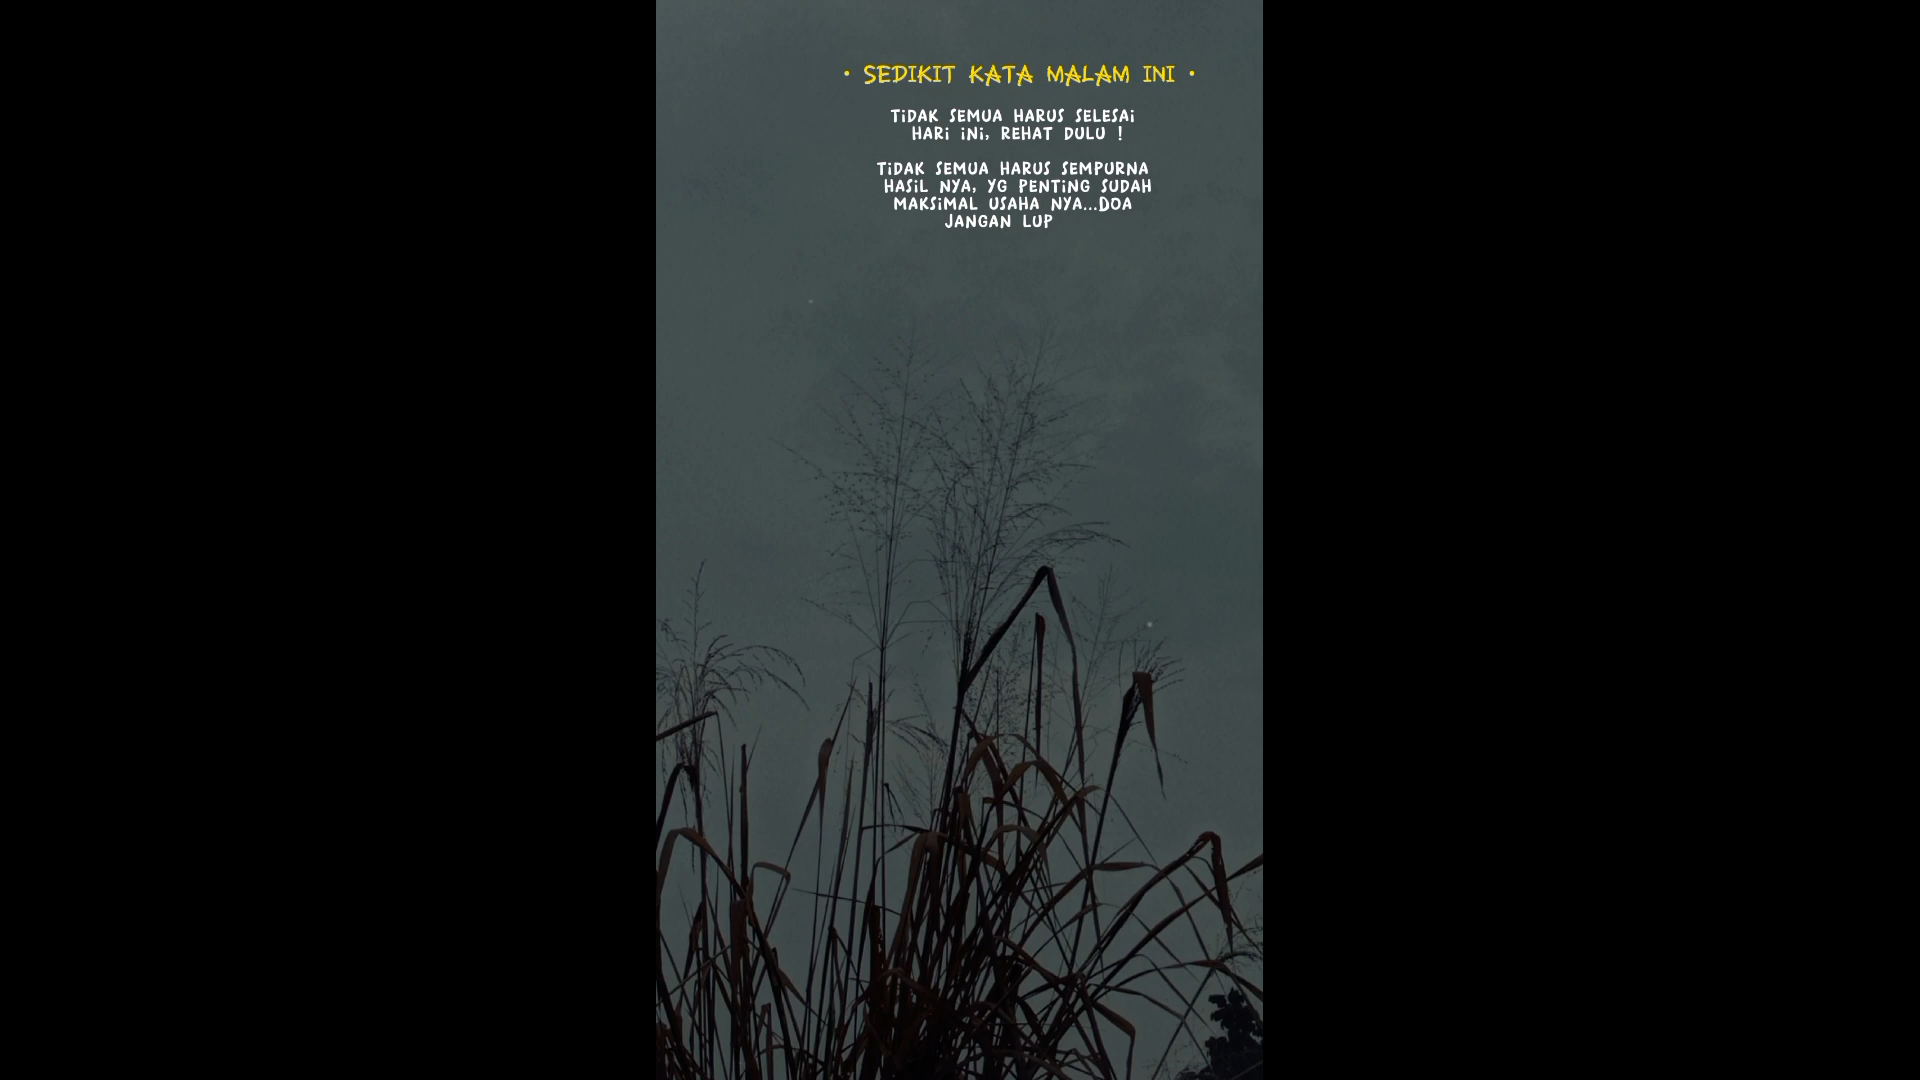 • SEDIKIT KATA MALAM INI •
TiDAK SEMUA HARUS SELESAi
HARi iNi, REHAT DULU !
TiDAK SEMUA HARUS SEMPURNA
HASiL NYA, YG PENTiNG SUDAH
MAKSiMAL USAHA NYA...DOA
JANGAN LUP